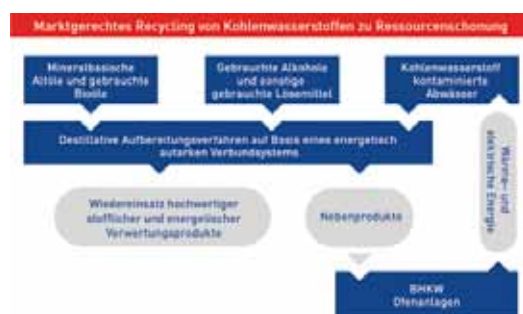 Marktgerechtes Recycling von Kohlenwasserstoffen zu Ressourcenschonung
Mineralbasische
Altöle und gebrauchte
Bioöle
Gebrauchte Alkohole
und sonstige
gebrauchte Lösemittel
Kohlenwasserstoff
kontaminierte
Abwässer
Destillative Aufbereitungsverfahren auf Basis eines energetisch
autarken Verbundsystems
Wiedereinsatz hochwertiger
stofflicher und energetischer
Verwertungsprodukte
Nebenprodukte
Wärme- und
elektrische Energie
BHKW
Ofenanlagen